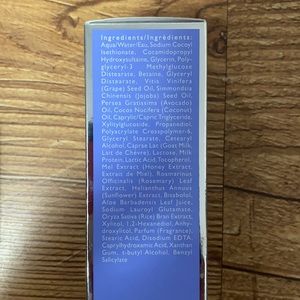 Ingredients/Ingrédients:
Aqua/Water/Eau, Sodium Cocoyl
Isethionate, Cocamidopropyl
Hydroxysultaine, Glycerin, Poly-
glyceryl-3 Methylglucose
Distearate, Betaine, Glyceryl
Distearate, Vitis Vinifera
(Grape) Seed Oil, Simmondsia
Chinensis (Jojoba) Seed Oil,
Persea Gratissima (Avocado)
Oil, Cocos Nucifera (Coconut)
Oil, Caprylic/Capric Triglyceride,
Xylitylglucoside, Propanediol,
Polyacrylate Crosspolymer-6,
Glyceryl Stearate, Cetearyl
Alcohol, Caprae Lac (Goat Milk,
Lait de Chèvre), Lactose, Milk
Protein, Lactic Acid, Tocopherol,
Mel Extract (Honey Extract,
Extrait de Miel), Rosmarinus
Officinalis (Rosemary) Leaf
Extract, Helianthus Annuus
(Sunflower) Extract, Bisabolol,
Aloe Barbadensis Leaf Juice,
Sodium Lauroyl Glutamate,
Oryza Sativa (Rice) Bran Extract,
Xylitol, 1,2-Hexanediol, Anhy-
droxylitol, Parfum (Fragrance),
Stearic Acid, Disodium EDTA,
Caprylhydroxamic Acid, Xanthan
Gum, t-butyl Alcohol, Benzyl
Salicylate